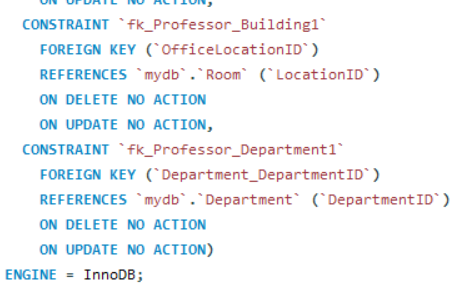 ON UPDATE NO ACTION,
CONSTRAINT `fk_Professor_Building1`
FOREIGN KEY (`OfficeLocationID`)
REFERENCES `mydb`.`Room` (`LocationID`)
ON DELETE NO ACTION
ON UPDATE NO ACTION,
CONSTRAINT `fk_Professor_Department1`
FOREIGN KEY (`Department_DepartmentID`)
REFERENCES `mydb`.`Department` (`DepartmentID`)
ON DELETE NO ACTION
ON UPDATE NO ACTION)
ENGINE = InnoDB;